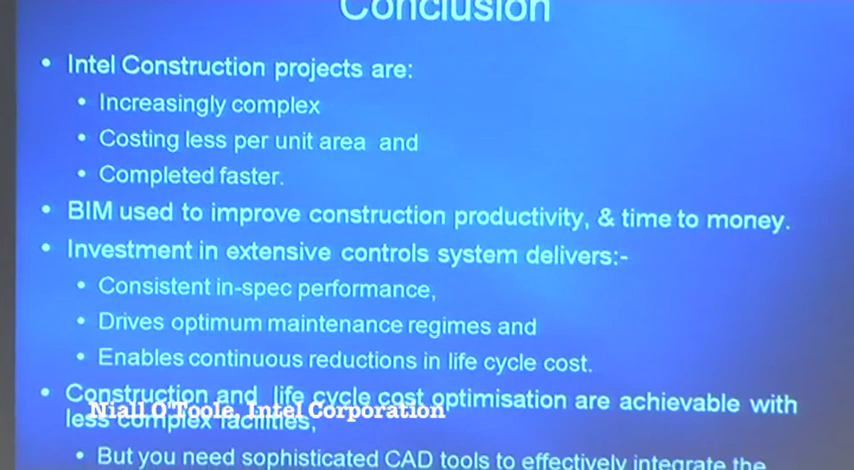 Conclusion
• Intel Construction projects are:
• Increasingly complex
• Costing less per unit area and
• Completed faster.
• BIM used to improve construction productivity, & time to money.
• Investment in extensive controls system delivers:-
• Consistent in-spec performance,
• Drives optimum maintenance regimes and
• Enables continuous reductions in life cycle cost.
• Construction and life cycle cost optimisation are achievable with
Niall O'Toole, Intel Corporation
less complex facilities,
• But you need sophisticated CAD tools to effectively integrate the